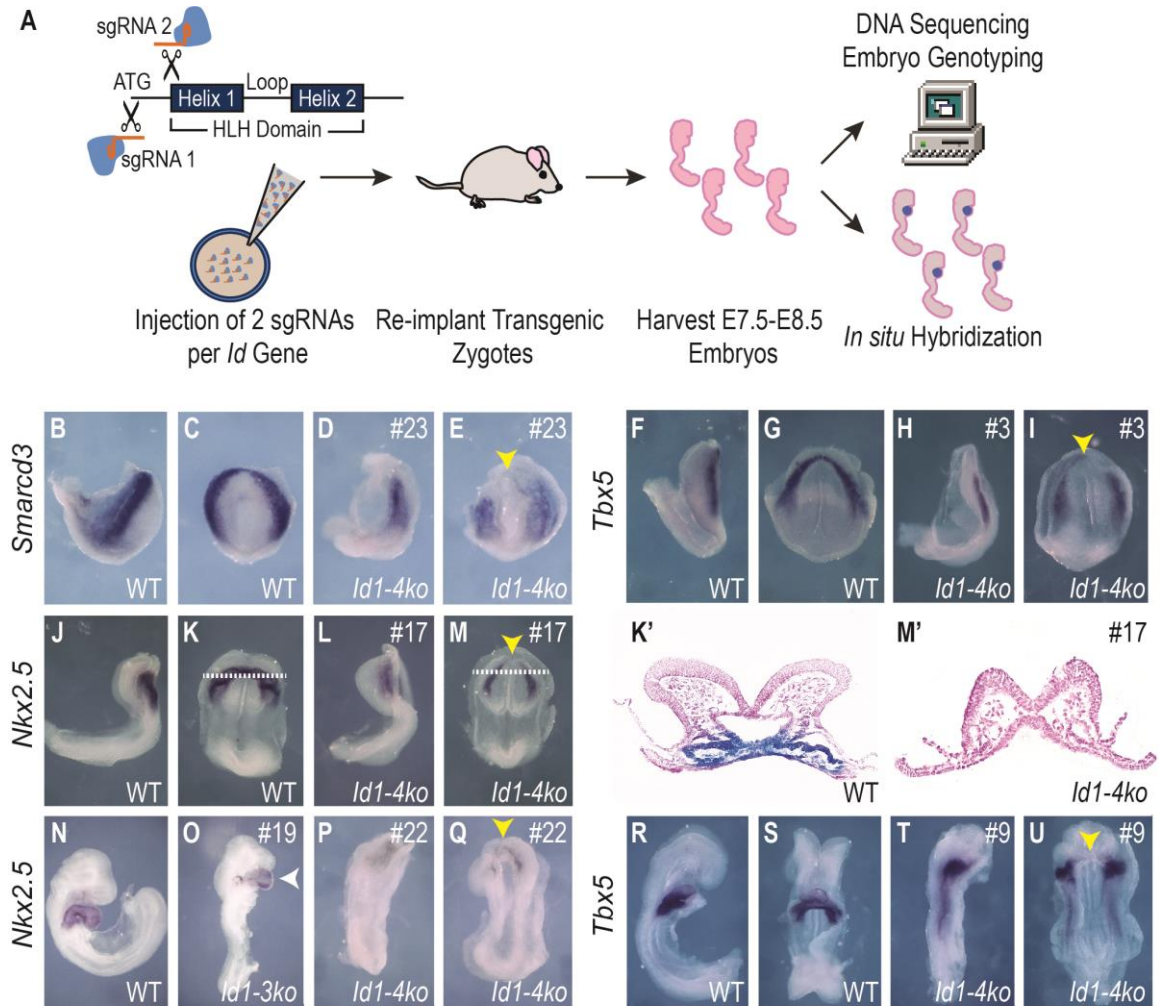 A
sgRNA 2
ATG
Loop
Helix 1
Helix 2
HLH Domain
sgRNA 1
DNA Sequencing
Embryo Genotyping
Injection of 2 sgRNAs
per Id Gene
Re-implant Transgenic
Zygotes
Harvest E7.5-E8.5
Embryos
In situ Hybridization
Smarcd3
B
WT
C
WT
D
#23
Id1-4ko
E
#23
Id1-4ko
Tbx5
F
WT
G
WT
H
#3
Id1-4ko
I
#3
Id1-4ko
Nkx2.5
J
WT
K
WT
L
#17
Id1-4ko
M
#17
Id1-4ko
K'
WT
M'
#17
Id1-4ko
Nkx2.5
N
WT
O
#19
Id1-3ko
P
#22
Id1-4ko
Q
#22
Id1-4ko
Tbx5
R
WT
S
WT
T
#9
Id1-4ko
U
#9
Id1-4ko